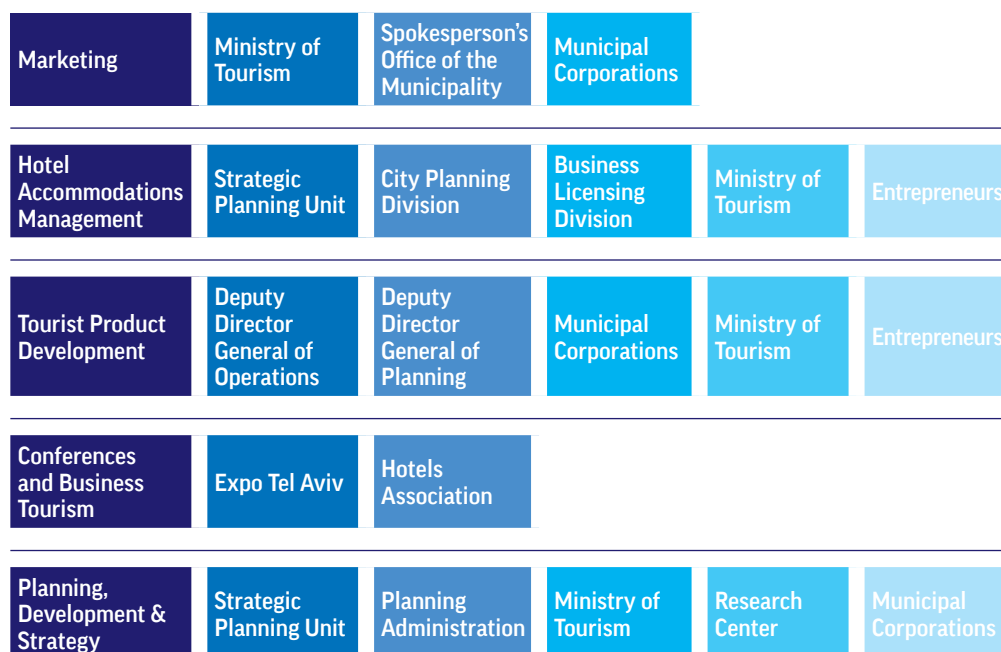 Marketing
Ministry of
Tourism
Spokesperson's
Office of the
Municipality
Municipal
Corporations
Hotel
Accommodations
Management
Strategic
Planning Unit
City Planning
Division
Business
Licensing
Division
Ministry of
Tourism
Entrepreneurs
Tourist Product
Development
Deputy
Director
General of
Operations
Deputy
Director
General of
Planning
Municipal
Corporations
Ministry of
Tourism
Entrepreneurs
Conferences
and Business
Tourism
Expo Tel Aviv
Hotels
Association
Planning,
Development &
Strategy
Strategic
Planning Unit
Planning
Administration
Ministry of
Tourism
Research
Center
Municipal
Corporations